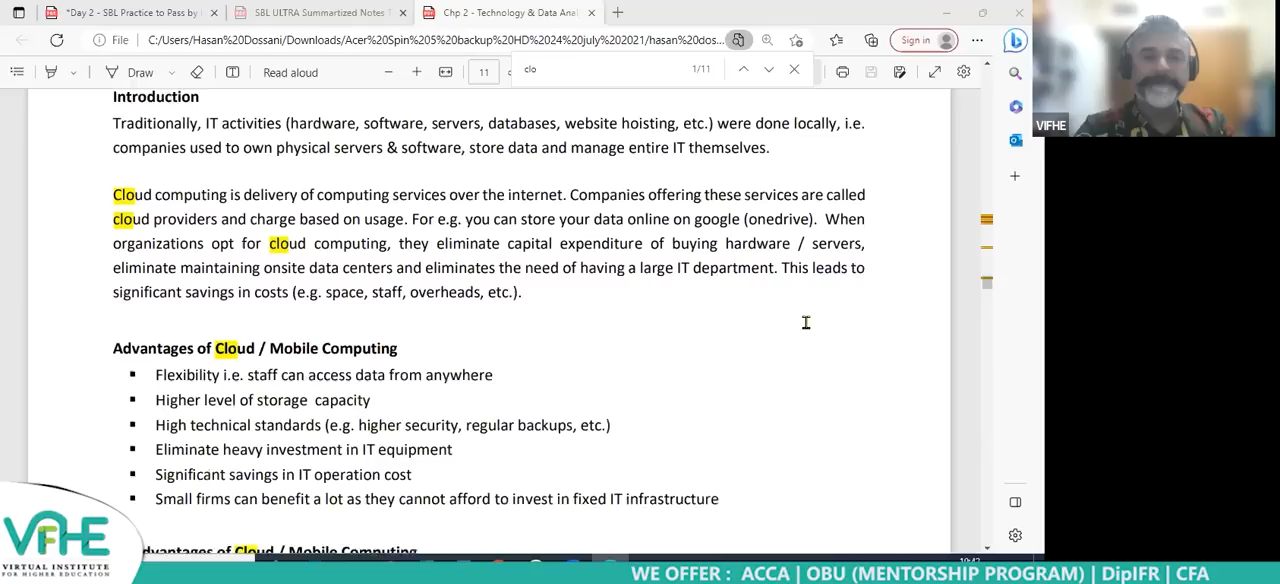 *Day 2 - SBL Practice to Pass by
SBL ULTRA Summartized Notes
Chp 2 - Technology & Data Anal
File
C:/Users/Hasan%20Dossani/Downloads/Acer%20Spin%205%20backup%20HD%2024%20july%202021/hasan%20dos...
Sign in
Draw
Read aloud
11
clo
1/11
Introduction
Traditionally, IT activities (hardware, software, servers, databases, website hoisting, etc.) were done locally, i.e.
companies used to own physical servers & software, store data and manage entire IT themselves.
Cloud computing is delivery of computing services over the internet. Companies offering these services are called
cloud providers and charge based on usage. For e.g. you can store your data online on google (onedrive). When
organizations opt for cloud computing, they eliminate capital expenditure of buying hardware / servers,
eliminate maintaining onsite data centers and eliminates the need of having a large IT department. This leads to
significant savings in costs (e.g. space, staff, overheads, etc.).
Advantages of Cloud / Mobile Computing
▪ Flexibility i.e. staff can access data from anywhere
▪ Higher level of storage capacity
▪ High technical standards (e.g. higher security, regular backups, etc.)
▪ Eliminate heavy investment in IT equipment
▪ Significant savings in IT operation cost
▪ Small firms can benefit a lot as they cannot afford to invest in fixed IT infrastructure
dvantages of Cloud / Mobile Computing
VIFHE
VFHE
VIRTUAL INSTITUTE
FOR HIGHER EDUCATION
WE OFFER : ACCA | OBU (MENTORSHIP PROGRAM) | DipIFR | CFA